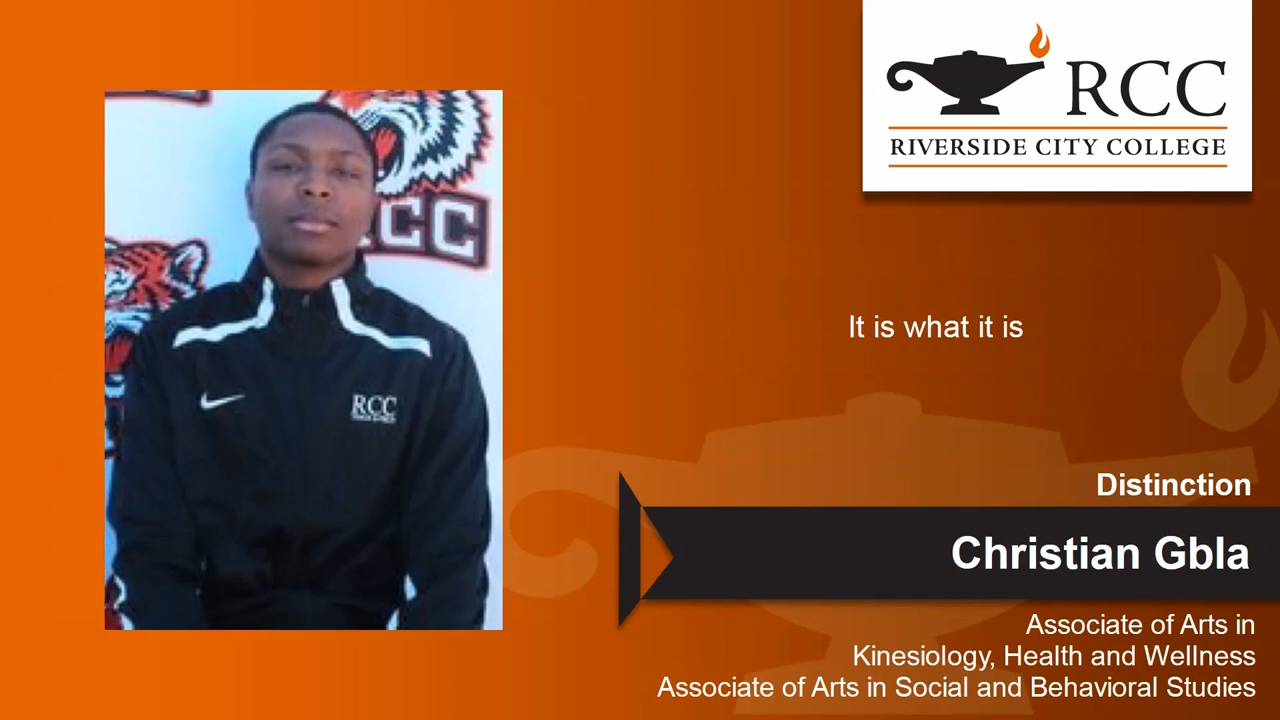 RCC
RIVERSIDE CITY COLLEGE
RCC
RCC
It is what it is
Distinction
Christian Gbla
Associate of Arts in
Kinesiology, Health and Wellness
Associate of Arts in Social and Behavioral Studies